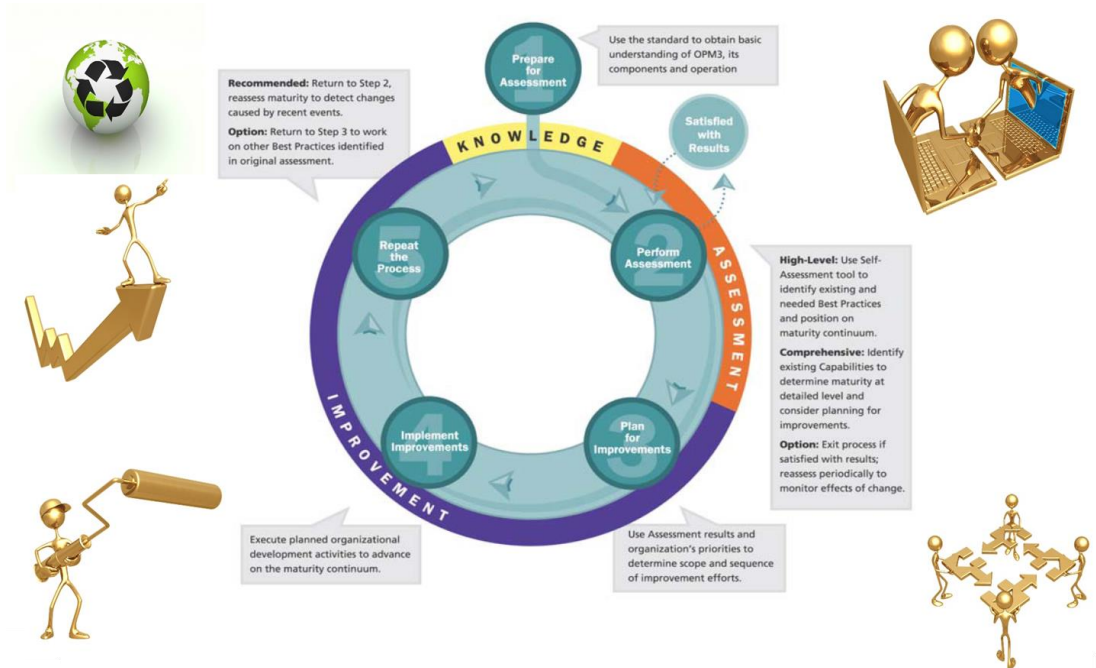 1
Prepare
for
Assessment
Use the standard to obtain basic
understanding of OPM3, its
components and operation
Recommended: Return to Step 2,
reassess maturity to detect changes
caused by recent events.
Option: Return to Step 3 to work
on other Best Practices identified
in original assessment.
Satisfied
with
Results
KNOWLEDGE
5
Repeat
the
Process
2
Perform
Assessment
ASSESSMENT
High-Level: Use Self-
Assessment tool to
identify existing and
needed Best Practices
and position on
maturity continuum.
Comprehensive: Identify
existing Capabilities to
determine maturity at
detailed level and
consider planning for
improvements.
Option: Exit process if
satisfied with results;
reassess periodically to
monitor effects of change.
4
Implement
Improvements
3
Plan
for
Improvements
IMPROVEMENT
Execute planned organizational
development activities to advance
on the maturity continuum.
Use Assessment results and
organization's priorities to
determine scope and sequence
of improvement efforts.